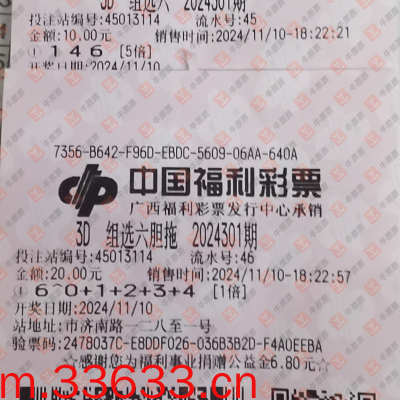 3D 组选六 2024301期
投注站编号:45013114 流水号:45
金额:10.00元 销售时间:2024/11/10-18:22:21
① 1 4 6 [5倍]
开奖日期:2024/11/10
7356-B642-F96D-EBDC-5609-06AA-640A
中国福利彩票
广西福利彩票发行中心承销
3D 组选六胆拖 2024301期
投注站编号:45013114 流水号:46
金额:20.00元 销售时间:2024/11/10-18:22:57
① 6⌒0+1+2+3+4 [1倍]
开奖日期:2024/11/10
站地址:市济南路一二八至一号
验票码:2478037C-E8DDF026-036B3B2D-F4A0EEBA
☆感谢您为福利事业捐赠公益金6.80元☆
m.33633.cn